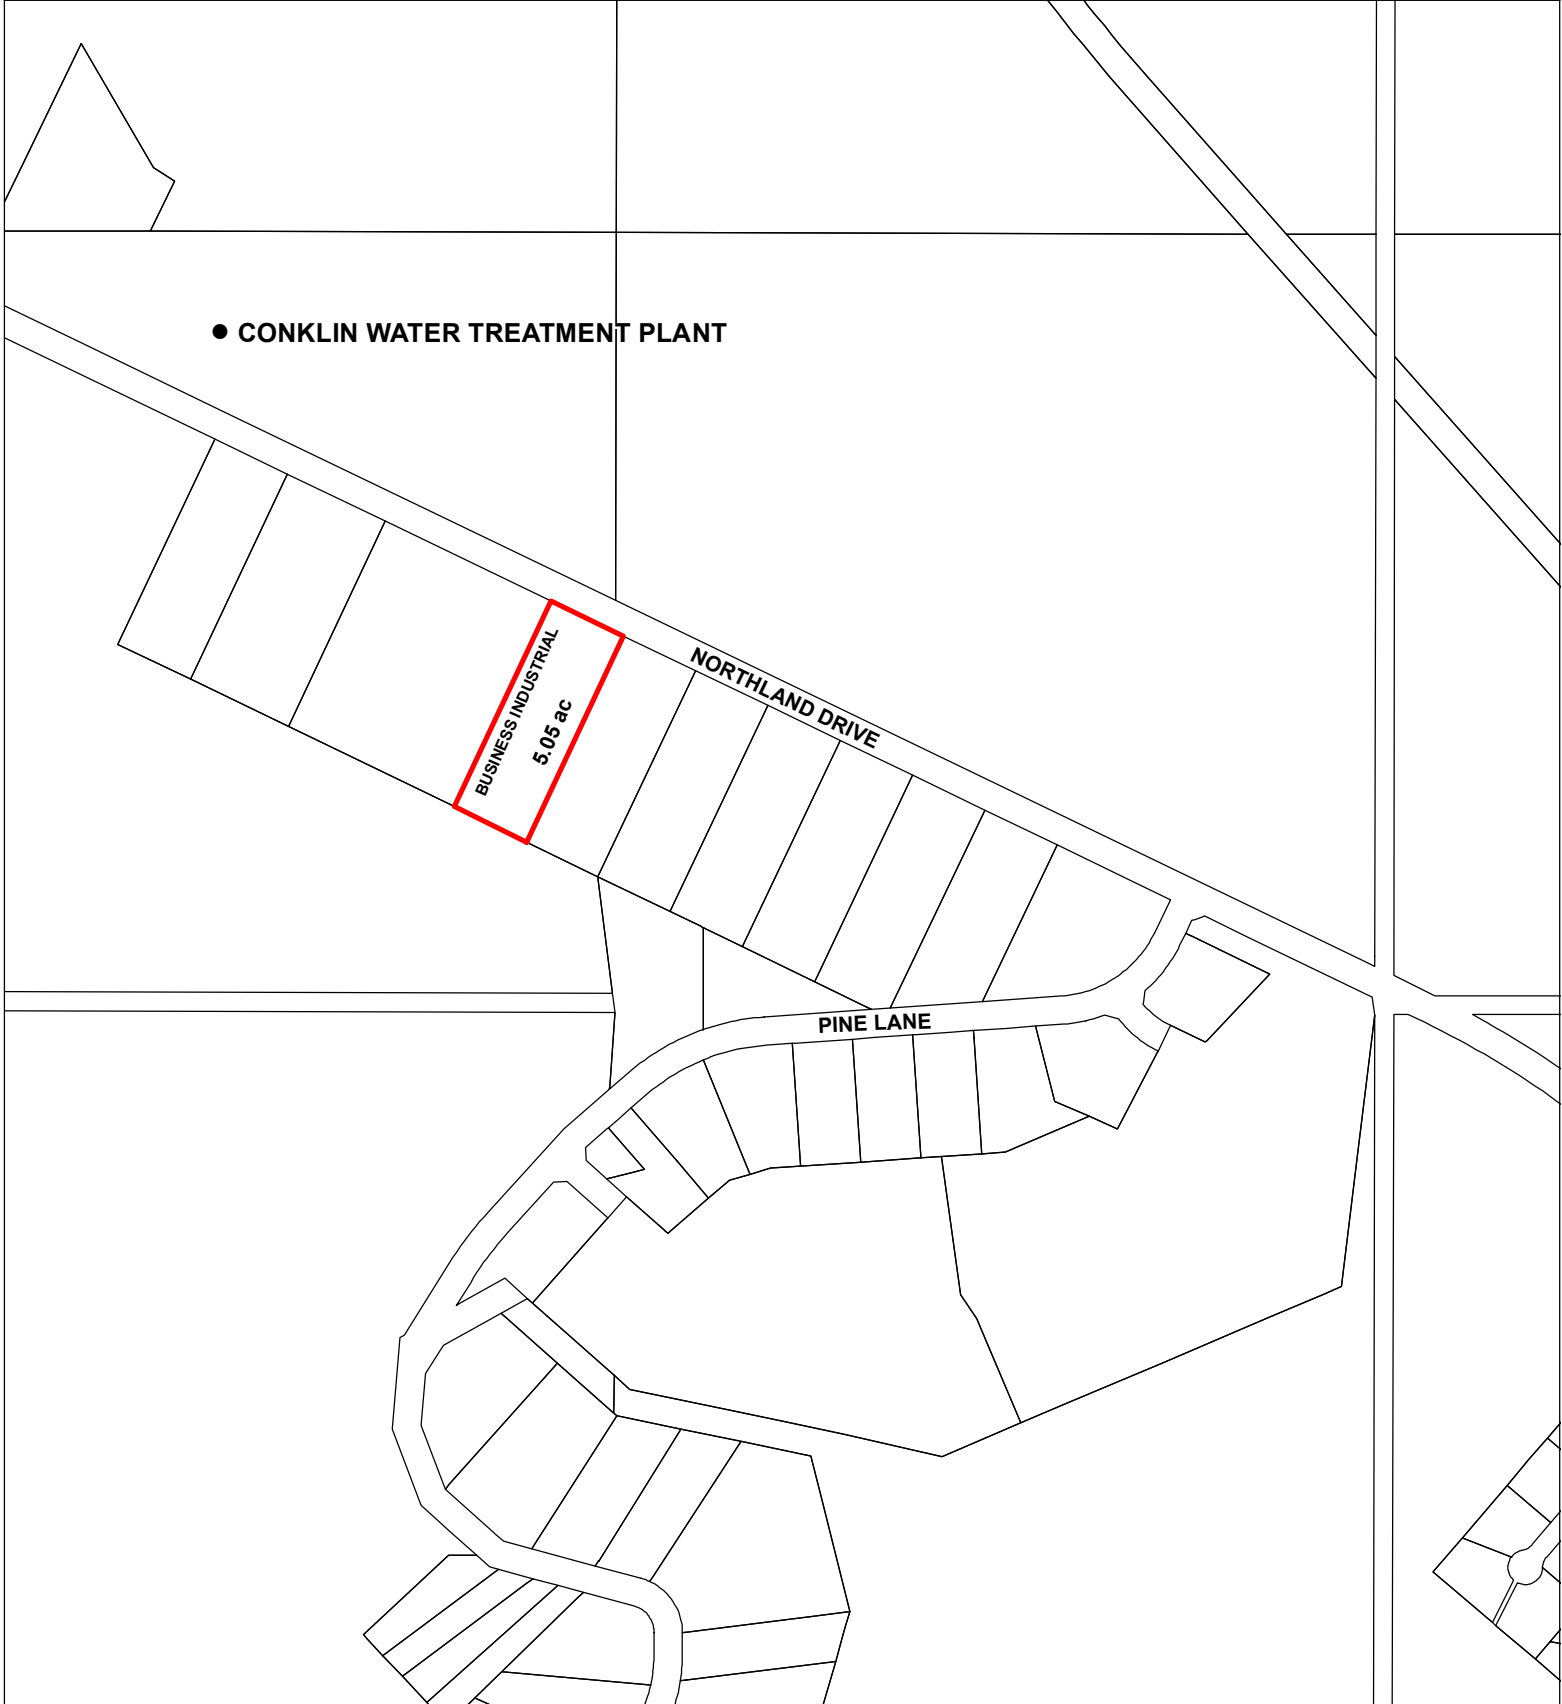 CONKLIN WATER TREATMENT PLANT
BUSINESS INDUSTRIAL
5.05 ac
NORTHLAND DRIVE
PINE LANE